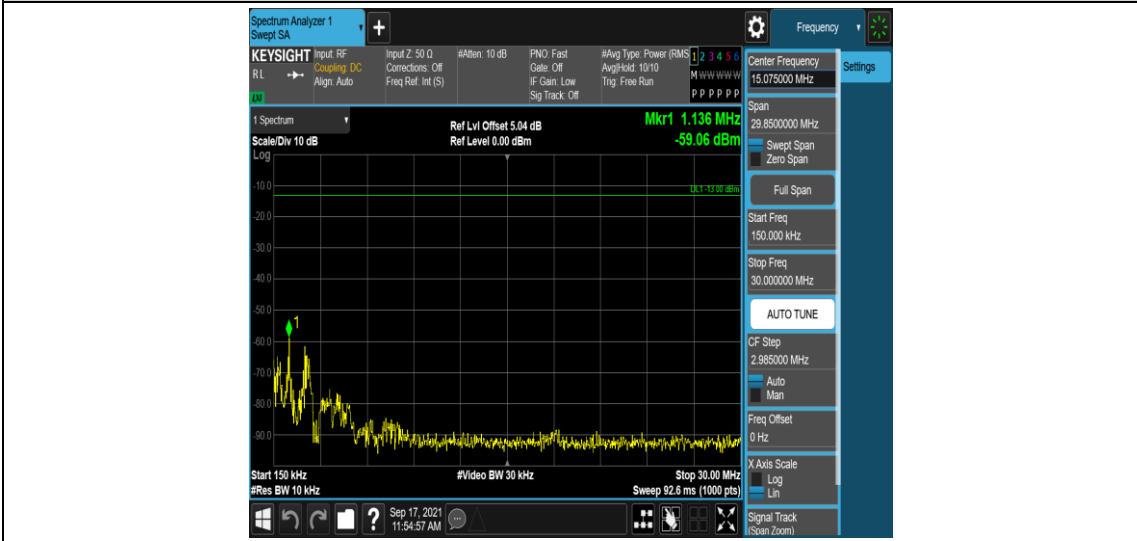 Spectrum Analyzer 1
Swept SA
+
Frequency
KEYSIGHT
RL
LM
Input: RF
Coupling: DC
Align: Auto
Input Z: 50 Ω
Corrections: Off
Freq Ref: Int (S)
#Atten: 10 dB
PNO: Fast
Gate: Off
IF Gain: Low
Sig Track: Off
#Avg Type: Power (RMS
Avg|Hold: 10/10
Trig: Free Run
1 2 3 4 5 6
M W W W W W
P P P P P P
1 Spectrum
Scale/Div 10 dB
Log
Ref Lvl Offset 5.04 dB
Ref Level 0.00 dBm
Mkr1 1.136 MHz
-59.06 dBm
DL1 -13.00 dBm
-10.0
-20.0
-30.0
-40.0
-50.0
-60.0
-70.0
-80.0
-90.0
1
Start 150 kHz
#Res BW 10 kHz
#Video BW 30 kHz
Stop 30.00 MHz
Sweep 92.6 ms (1000 pts)
Center Frequency
15.075000 MHz
Settings
Span
29.8500000 MHz
Swept Span
Zero Span
Full Span
Start Freq
150.000 kHz
Stop Freq
30.000000 MHz
AUTO TUNE
CF Step
2.985000 MHz
Auto
Man
Freq Offset
0 Hz
X Axis Scale
Log
Lin
Signal Track
(Span Zoom)
?
Sep 17, 2021
11:54:57 AM